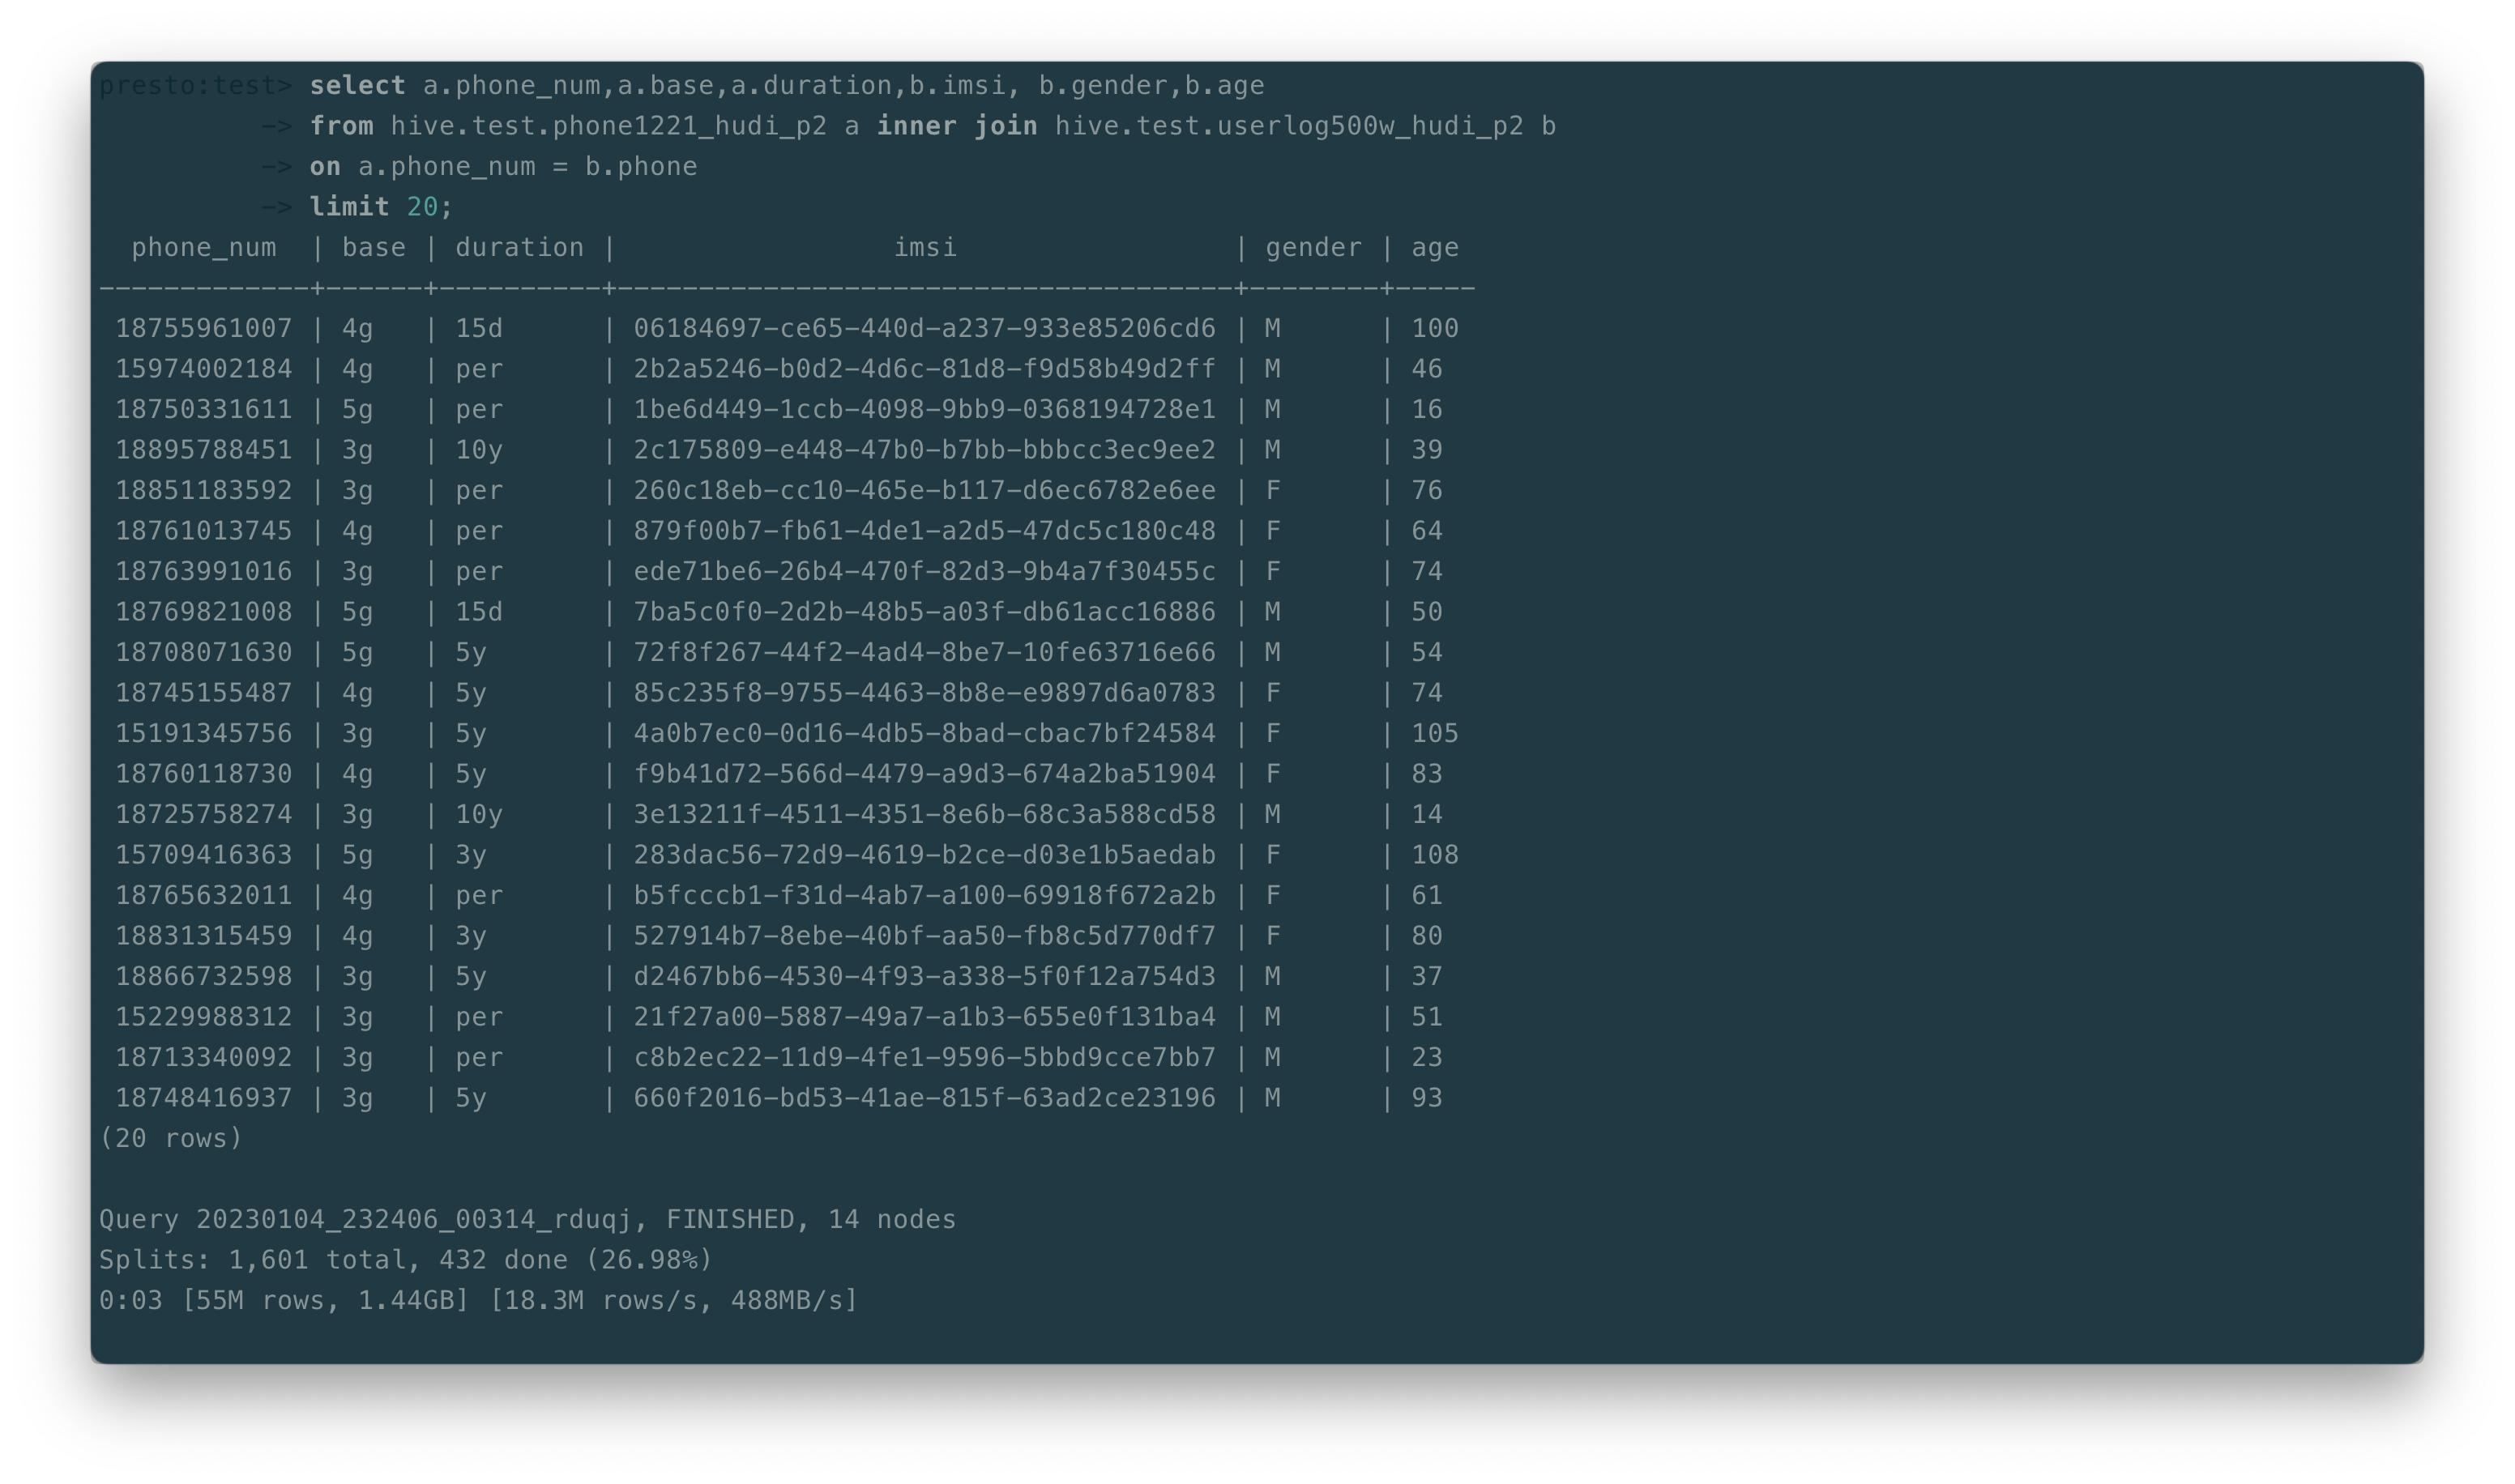 presto:test> select a.phone_num,a.base,a.duration,b.imsi, b.gender,b.age
          -> from hive.test.phone1221_hudi_p2 a inner join hive.test.userlog500w_hudi_p2 b
          -> on a.phone_num = b.phone
          -> limit 20;
  phone_num  | base | duration |                 imsi                 | gender | age
-------------+------+----------+--------------------------------------+--------+-----
 18755961007 | 4g   | 15d      | 06184697-ce65-440d-a237-933e85206cd6 | M      | 100
 15974002184 | 4g   | per      | 2b2a5246-b0d2-4d6c-81d8-f9d58b49d2ff | M      | 46
 18750331611 | 5g   | per      | 1be6d449-1ccb-4098-9bb9-0368194728e1 | M      | 16
 18895788451 | 3g   | 10y      | 2c175809-e448-47b0-b7bb-bbbcc3ec9ee2 | M      | 39
 18851183592 | 3g   | per      | 260c18eb-cc10-465e-b117-d6ec6782e6ee | F      | 76
 18761013745 | 4g   | per      | 879f00b7-fb61-4de1-a2d5-47dc5c180c48 | F      | 64
 18763991016 | 3g   | per      | ede71be6-26b4-470f-82d3-9b4a7f30455c | F      | 74
 18769821008 | 5g   | 15d      | 7ba5c0f0-2d2b-48b5-a03f-db61acc16886 | M      | 50
 18708071630 | 5g   | 5y       | 72f8f267-44f2-4ad4-8be7-10fe63716e66 | M      | 54
 18745155487 | 4g   | 5y       | 85c235f8-9755-4463-8b8e-e9897d6a0783 | F      | 74
 15191345756 | 3g   | 5y       | 4a0b7ec0-0d16-4db5-8bad-cbac7bf24584 | F      | 105
 18760118730 | 4g   | 5y       | f9b41d72-566d-4479-a9d3-674a2ba51904 | F      | 83
 18725758274 | 3g   | 10y      | 3e13211f-4511-4351-8e6b-68c3a588cd58 | M      | 14
 15709416363 | 5g   | 3y       | 283dac56-72d9-4619-b2ce-d03e1b5aedab | F      | 108
 18765632011 | 4g   | per      | b5fcccb1-f31d-4ab7-a100-69918f672a2b | F      | 61
 18831315459 | 4g   | 3y       | 527914b7-8ebe-40bf-aa50-fb8c5d770df7 | F      | 80
 18866732598 | 3g   | 5y       | d2467bb6-4530-4f93-a338-5f0f12a754d3 | M      | 37
 15229988312 | 3g   | per      | 21f27a00-5887-49a7-a1b3-655e0f131ba4 | M      | 51
 18713340092 | 3g   | per      | c8b2ec22-11d9-4fe1-9596-5bbd9cce7bb7 | M      | 23
 18748416937 | 3g   | 5y       | 660f2016-bd53-41ae-815f-63ad2ce23196 | M      | 93
(20 rows)

Query 20230104_232406_00314_rduqj, FINISHED, 14 nodes
Splits: 1,601 total, 432 done (26.98%)
0:03 [55M rows, 1.44GB] [18.3M rows/s, 488MB/s]